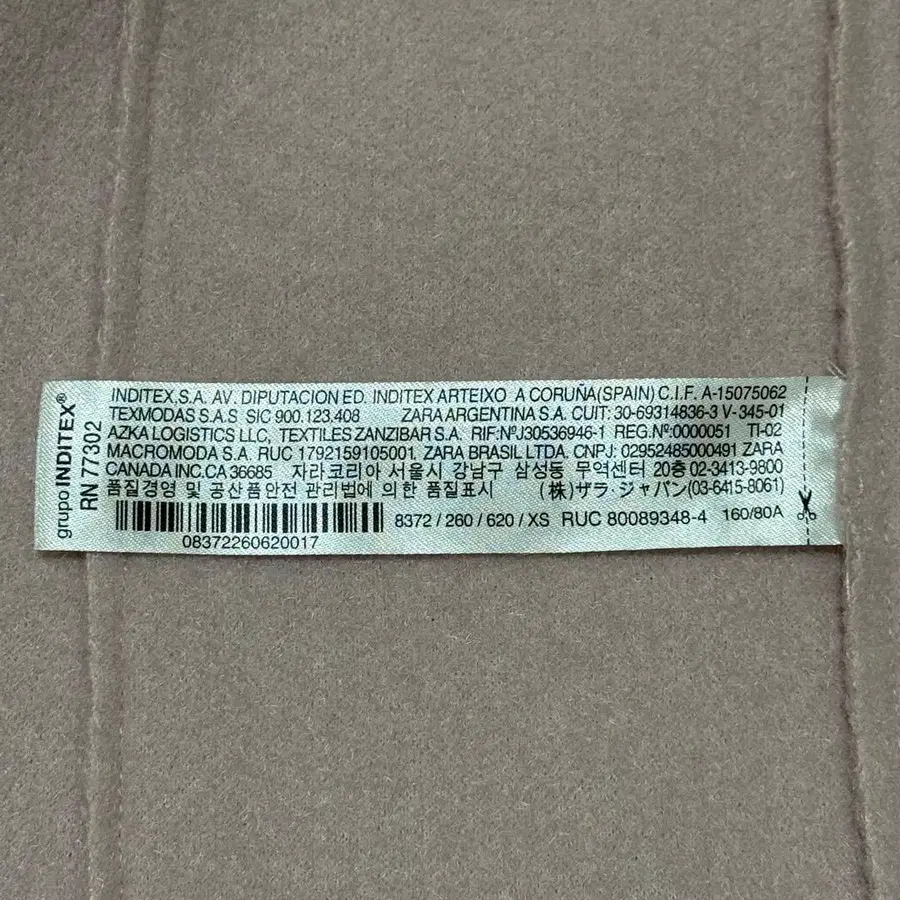 grupo INDITEX®
RN 77302
INDITEX,S.A. AV. DIPUTACION ED. INDITEX ARTEIXO A CORUÑA(SPAIN) C.I.F. A-15075062
TEXMODAS S.A.S SIC 900.123.408 ZARA ARGENTINA S.A. CUIT: 30-69314836-3 V-345-01
AZKA LOGISTICS LLC, TEXTILES ZANZIBAR S.A. RIF:NºJ30536946-1 REG.Nº:0000051 TI-02
MACROMODA S.A. RUC 1792159105001. ZARA BRASIL LTDA. CNPJ: 02952485000491 ZARA
CANADA INC.CA 36685 자라코리아 서울시 강남구 삼성동 무역센터 20층 02-3413-9800
품질경영 및 공산품안전 관리법에 의한 품질표시 (株)ザラ・ジャパン(03-6415-8061)
8372 / 260 / 620 / XS RUC 80089348-4 160/80A
08372260620017